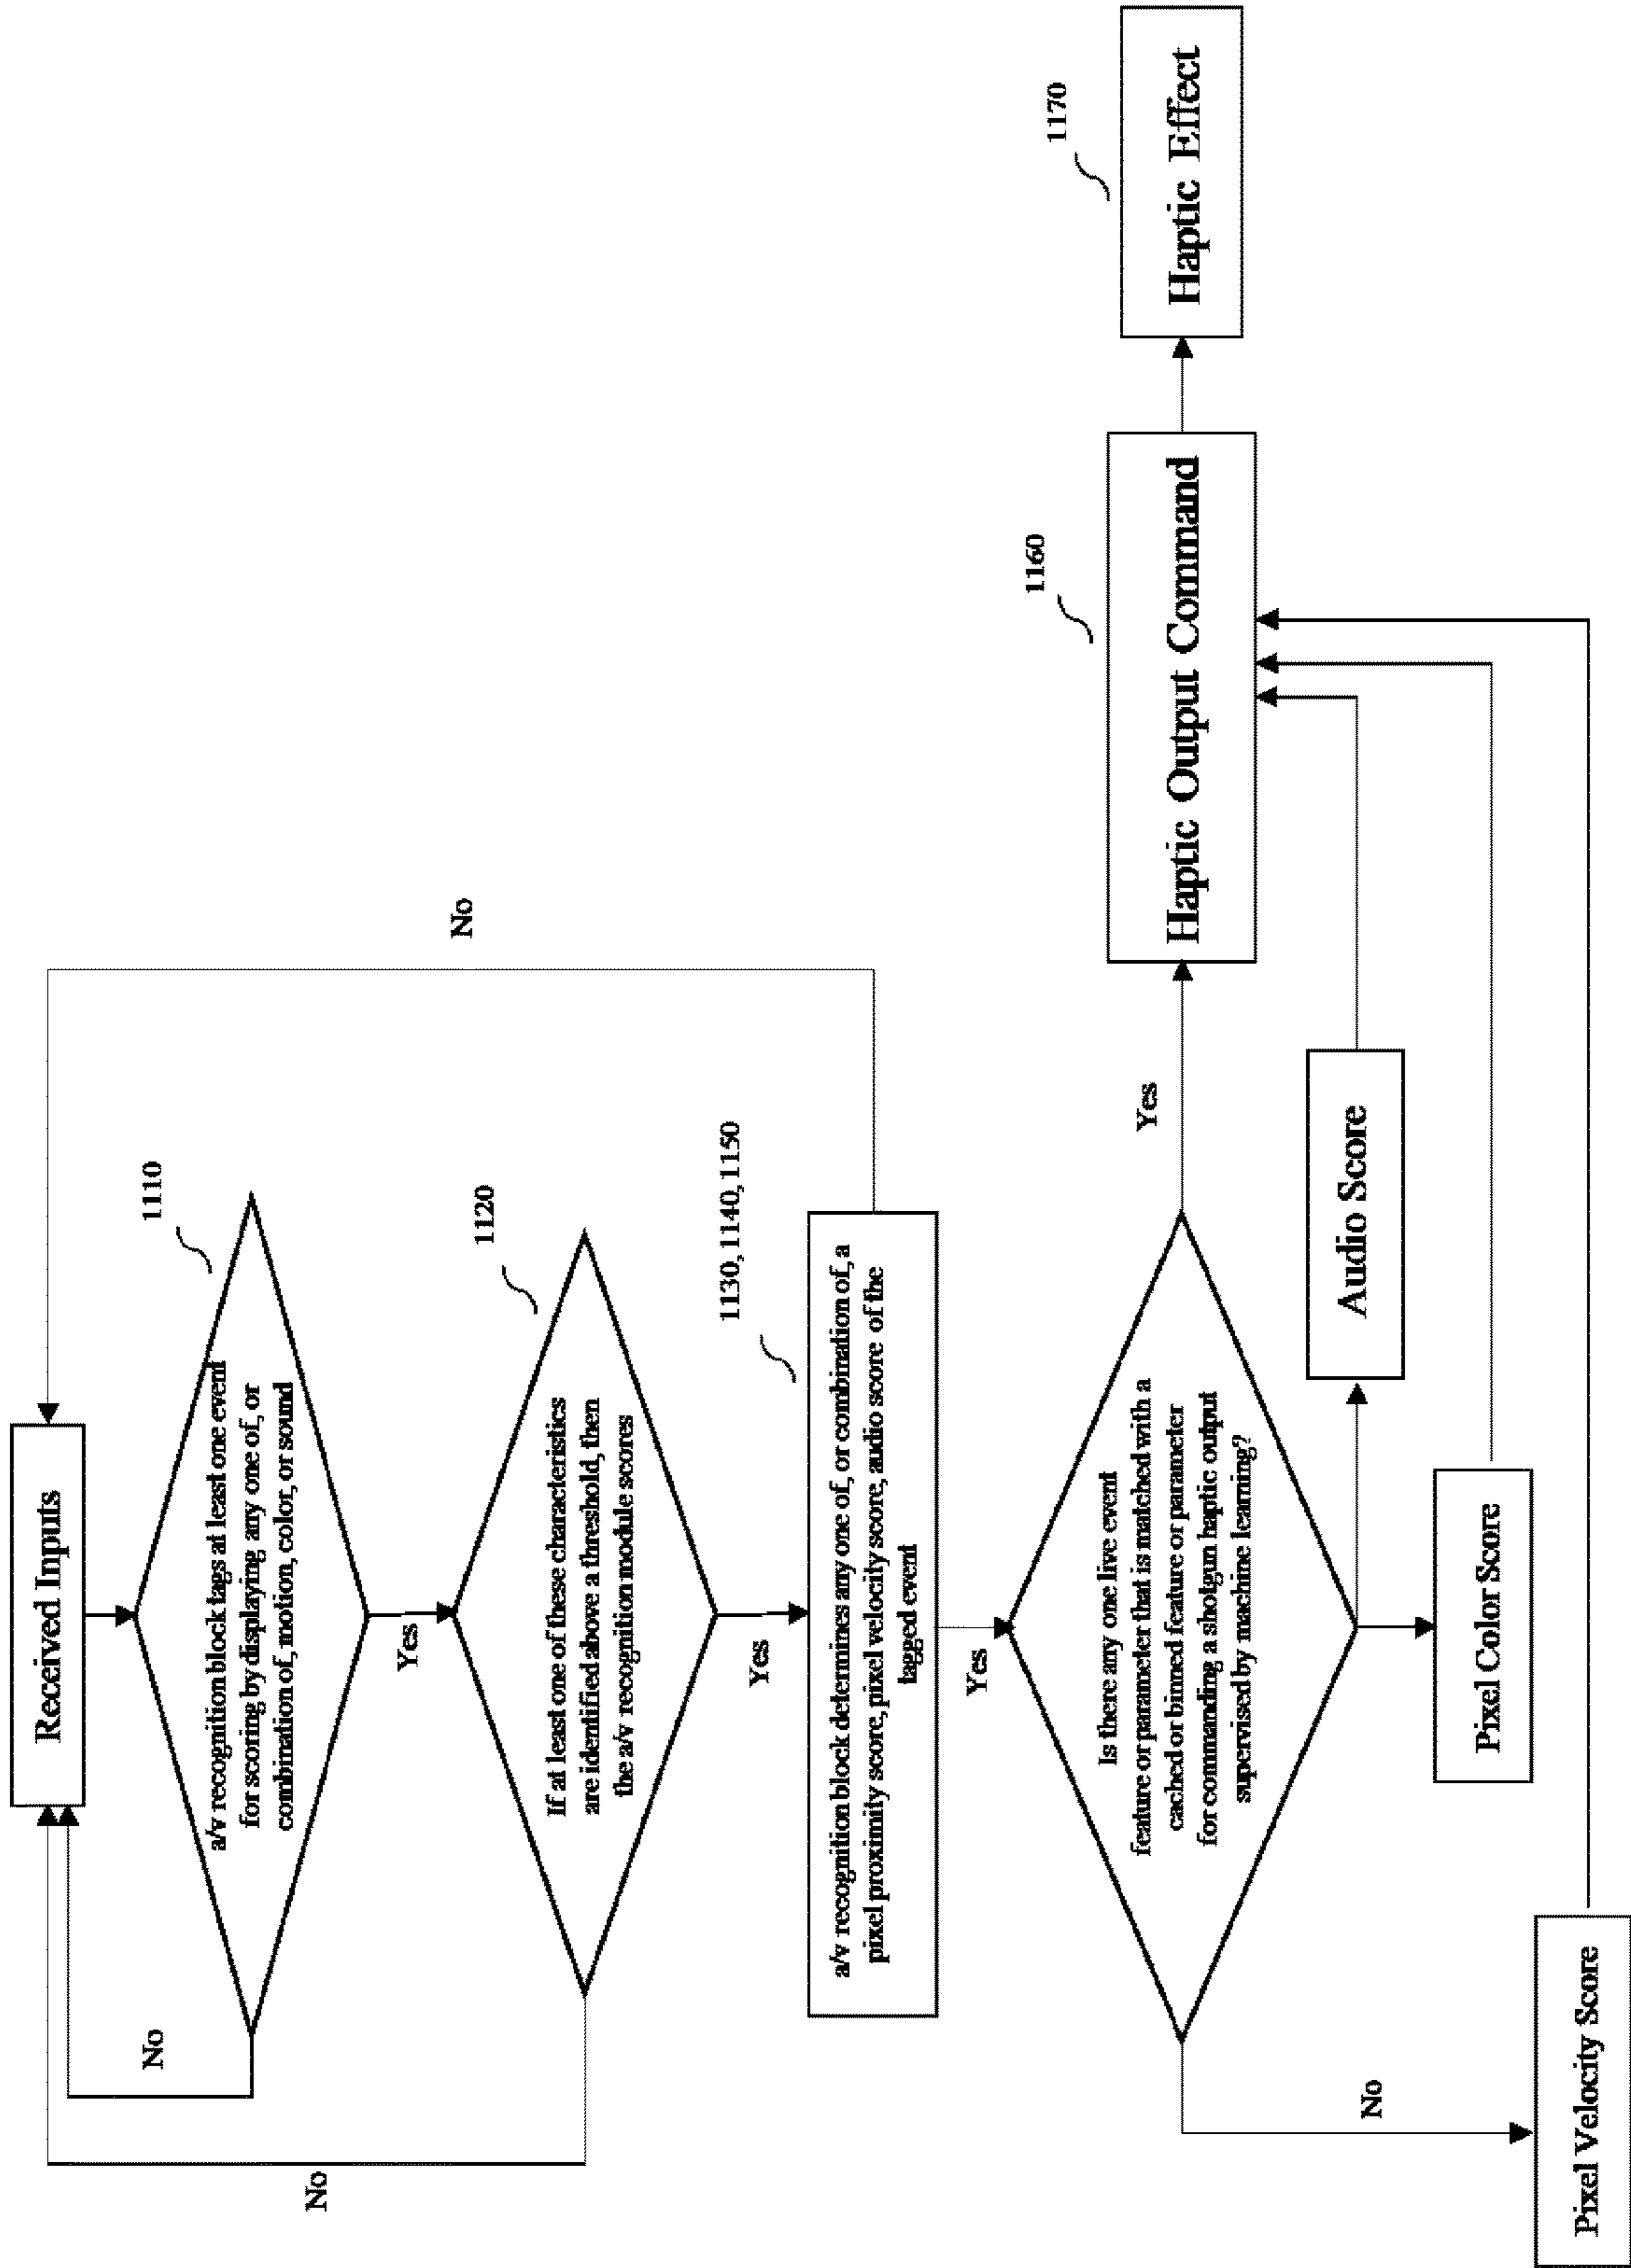 Received Inputs
1110
a/v recognition block tags at least one event
for scoring by displaying any one of, or
combination of, motion, color, or sound
No
Yes
1120
If at least one of these characteristics
are identified above a threshold, then
the a/v recognition module scores
No
No
Yes
1130, 1140, 1150
a/v recognition block determines any one of, or combination of, a
pixel proximity score, pixel velocity score, audio score of the
tagged event
Yes
Is there any one live event
feature or parameter that is matched with a
cached or binned feature or parameter
for commanding a shotgun haptic output
supervised by machine learning?
Yes
No
1160
Haptic Output Command
1170
Haptic Effect
Audio Score
Pixel Color Score
Pixel Velocity Score